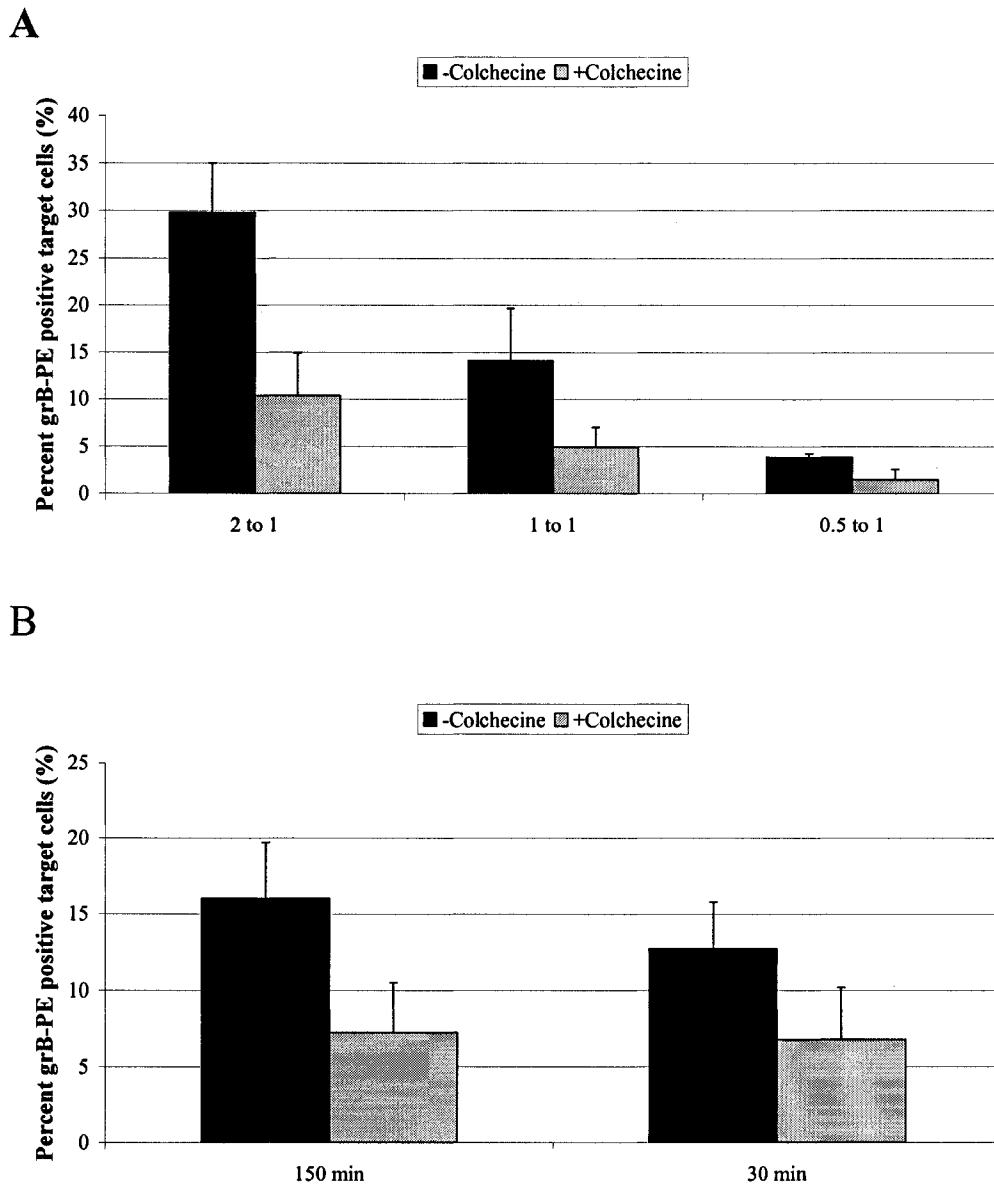 A
-Colchecine +Colchecine
Percent grB-PE positive target cells (%)
40
35
30
25
20
15
10
5
0
2 to 1
1 to 1
0.5 to 1
B
-Colchecine +Colchecine
Percent grB-PE positive target cells (%)
25
20
15
10
5
0
150 min
30 min